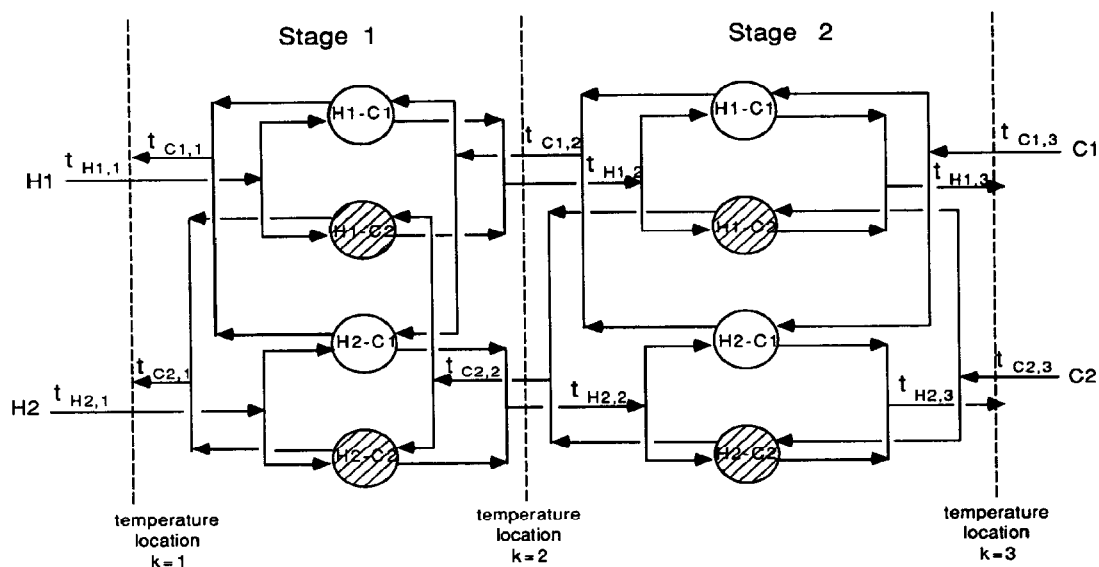 Stage 1
Stage 2
H1-C1
H1-C1
t C1,1
t C1,2
t C1,3
C1
H1
t H1,1
t H1,2
t H1,3
H1-C2
H1-C2
H2-C1
H2-C1
t C2,1
t C2,2
t C2,3
C2
H2
t H2,1
t H2,2
t H2,3
H2-C2
H2-C2
temperature
location
k=1
temperature
location
k=2
temperature
location
k=3